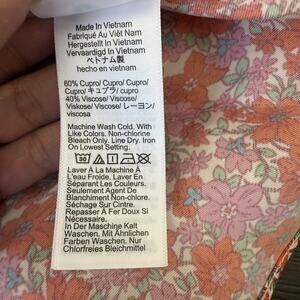 Made In Vietnam
Fabriqué Au Viêt Nam
Hergestellt In Vietnam
Vervaardigd In Vietnam
ベトナム製
hecho en vietnam
60% Cupro/ Cupro/ Cupro/
Cupro/ キュプラ/ cupro
40% Viscose/ Viscose/
Viskose/ Viscose/ レーヨン/
viscosa
Machine Wash Cold. With
Like Colors. Non-chlorine
Bleach Only. Line Dry. Iron
On Lowest Setting.
30
Laver À La Machine À
L'eau Froide. Laver En
Séparant Les Couleurs.
Seulement Agent De
Blanchiment Non-chlore.
Séchage Sur Cintre.
Repasser À Fer Doux Si
Nécessaire.
In Der Maschine Kalt
Waschen. Mit Ähnlichen
Farben Waschen. Nur
Chlorfreies Bleichmittel